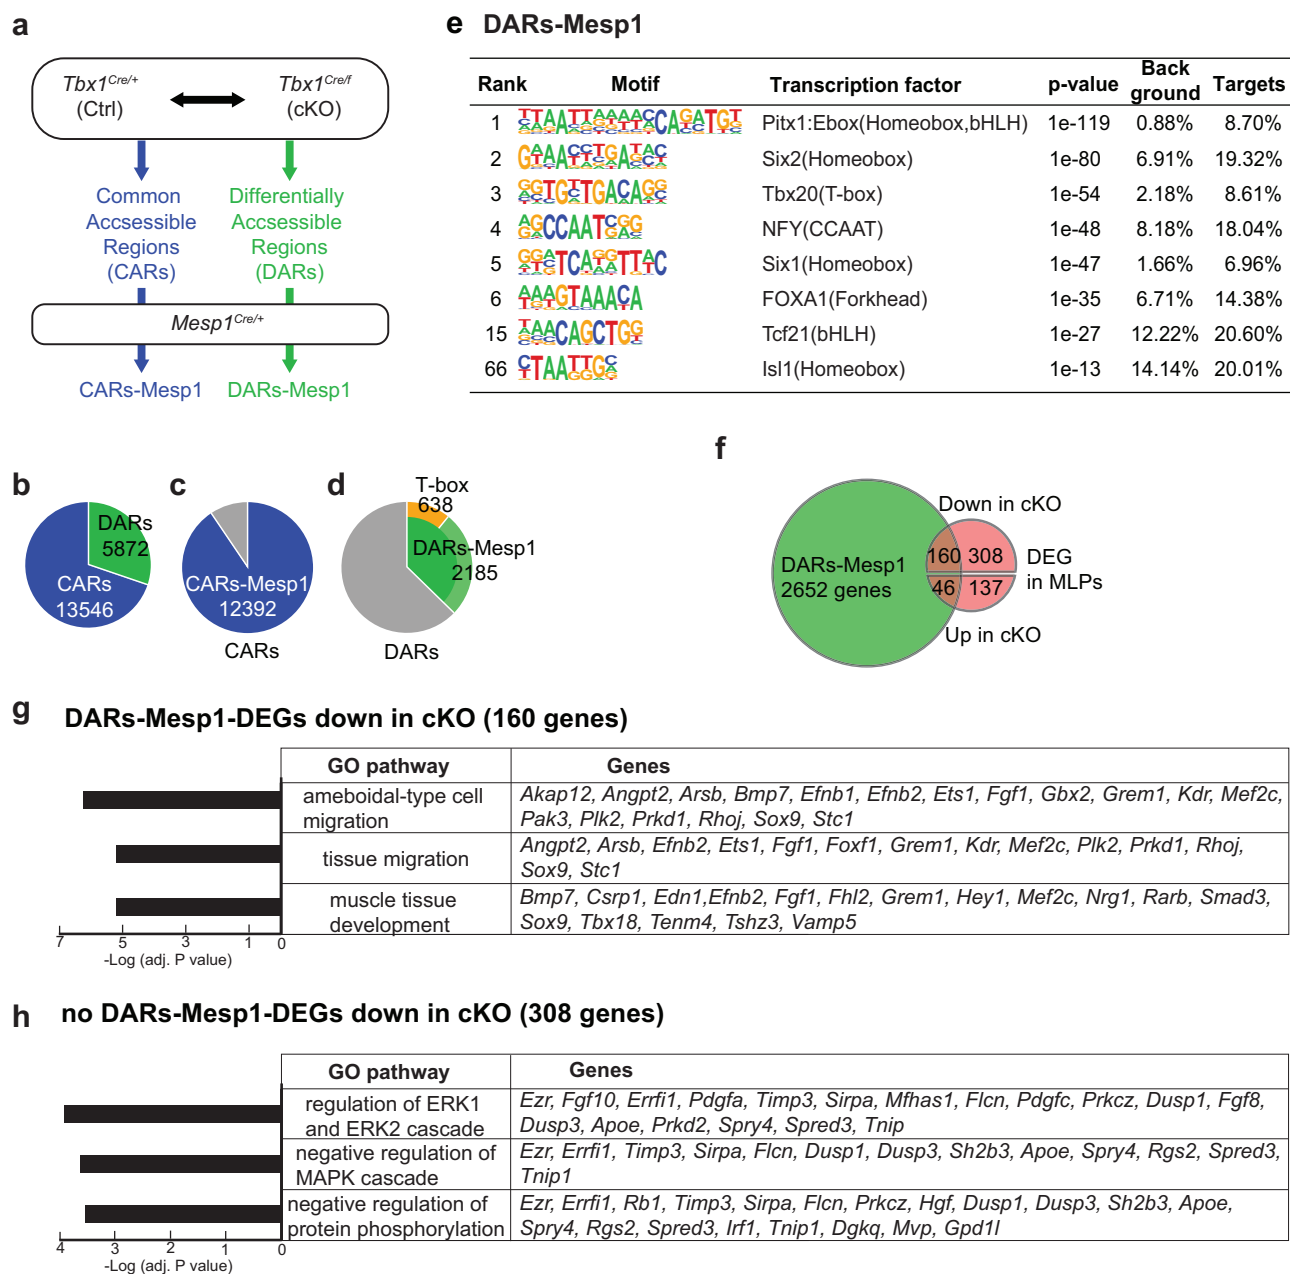 a
Tbx1Cre/+
(Ctrl)
Tbx1Cre/f
(cKO)
Common
Accsessible
Regions
(CARs)
Differentially
Accsessible
Regions
(DARs)
Mesp1Cre/+
CARs-Mesp1
DARs-Mesp1
e DARs-Mesp1
Rank Motif Transcription factor p-value Back ground Targets
1 Pitx1:Ebox(Homeobox,bHLH) 1e-119 0.88% 8.70%
2 Six2(Homeobox) 1e-80 6.91% 19.32%
3 Tbx20(T-box) 1e-54 2.18% 8.61%
4 NFY(CCAAT) 1e-48 8.18% 18.04%
5 Six1(Homeobox) 1e-47 1.66% 6.96%
6 FOXA1(Forkhead) 1e-35 6.71% 14.38%
15 Tcf21(bHLH) 1e-27 12.22% 20.60%
66 Isl1(Homeobox) 1e-13 14.14% 20.01%
b
DARs
5872
CARs
13546
c
CARs-Mesp1
12392
CARs
d
T-box
638
DARs-Mesp1
2185
DARs
f
DARs-Mesp1
2652 genes
Down in cKO
160 308
46 137
DEG
in MLPs
Up in cKO
g DARs-Mesp1-DEGs down in cKO (160 genes)
GO pathway Genes
ameboidal-type cell
migration
Akap12, Angpt2, Arsb, Bmp7, Efnb1, Efnb2, Ets1, Fgf1, Gbx2, Grem1, Kdr, Mef2c,
Pak3, Plk2, Prkd1, Rhoj, Sox9, Stc1
tissue migration
Angpt2, Arsb, Efnb2, Ets1, Fgf1, Foxf1, Grem1, Kdr, Mef2c, Plk2, Prkd1, Rhoj,
Sox9, Stc1
muscle tissue
development
Bmp7, Csrp1, Edn1,Efnb2, Fgf1, Fhl2, Grem1, Hey1, Mef2c, Nrg1, Rarb, Smad3,
Sox9, Tbx18, Tenm4, Tshz3, Vamp5
7 5 3 1 0
-Log (adj. P value)
h no DARs-Mesp1-DEGs down in cKO (308 genes)
GO pathway Genes
regulation of ERK1
and ERK2 cascade
Ezr, Fgf10, Errfi1, Pdgfa, Timp3, Sirpa, Mfhas1, Flcn, Pdgfc, Prkcz, Dusp1, Fgf8,
Dusp3, Apoe, Prkd2, Spry4, Spred3, Tnip
negative regulation of
MAPK cascade
Ezr, Errfi1, Timp3, Sirpa, Flcn, Dusp1, Dusp3, Sh2b3, Apoe, Spry4, Rgs2, Spred3,
Tnip1
negative regulation of
protein phosphorylation
Ezr, Errfi1, Rb1, Timp3, Sirpa, Flcn, Prkcz, Hgf, Dusp1, Dusp3, Sh2b3, Apoe,
Spry4, Rgs2, Spred3, Irf1, Tnip1, Dgkq, Mvp, Gpd1l
4 3 2 1 0
-Log (adj. P value)